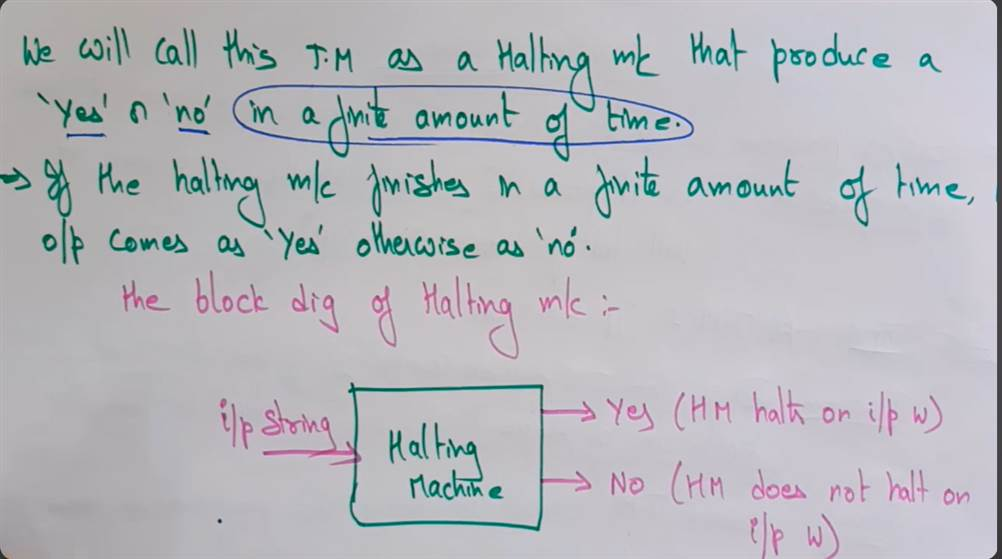 We will call this T.M as a Halting m/c that produce a
'Yes' or 'no' in a finite amount of time.
→ If the halting m/c finishes in a finite amount of time,
o/p comes as 'Yes' otherwise as 'no'.
the block dig of Halting m/c :-
i/p string
Halting
Machine
→ Yes (HM halts on i/p w)
→ No (HM does not halt on
i/p w)